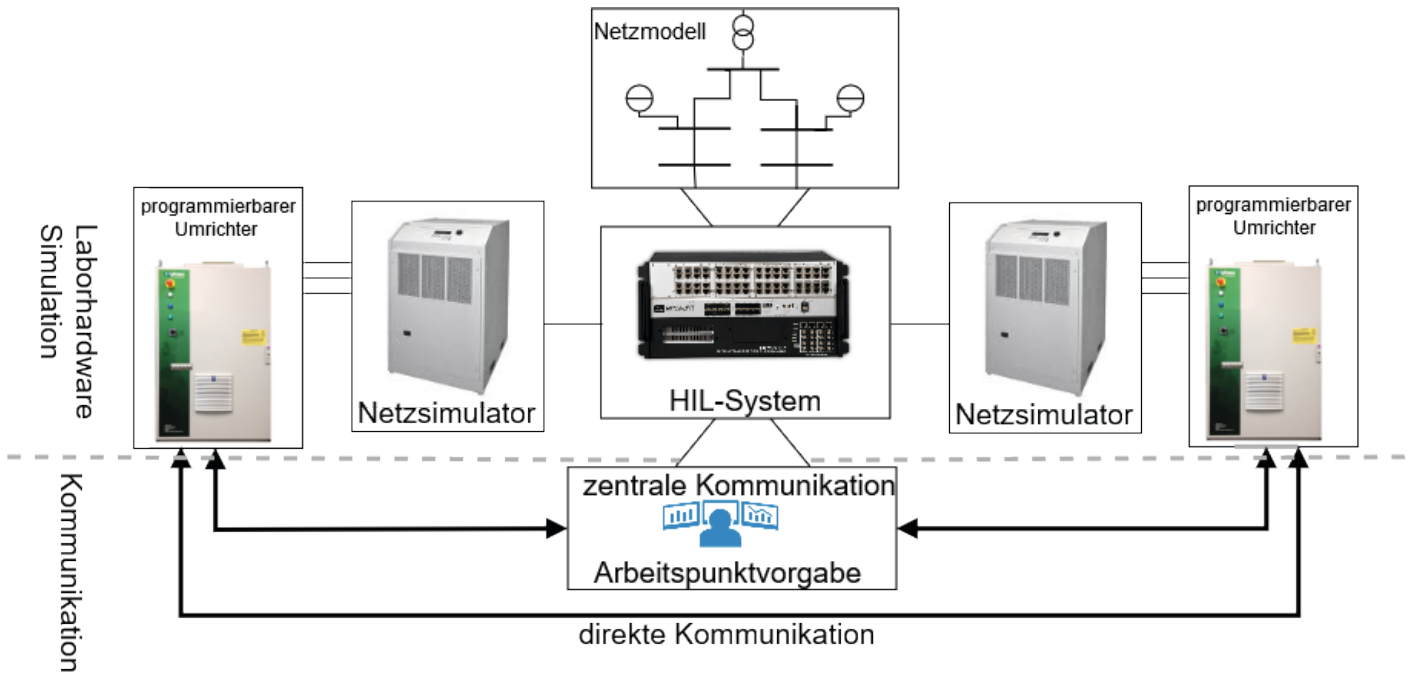 Netzmodell
programmierbarer
Umrichter
programmierbarer
Umrichter
Laborhardware
Simulation
Netzsimulator
HIL-System
Netzsimulator
zentrale Kommunikation
Arbeitspunktvorgabe
Kommunikation
direkte Kommunikation